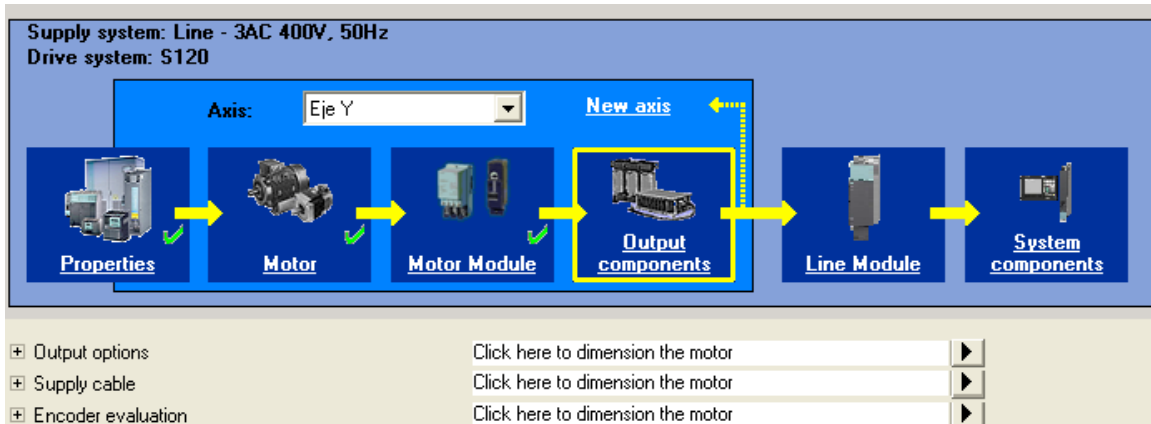 Supply system: Line - 3AC 400V, 50Hz
Drive system: S120
Axis: Eje Y New axis
Properties Motor Motor Module Output components Line Module System components
Output options Click here to dimension the motor
Supply cable Click here to dimension the motor
Encoder evaluation Click here to dimension the motor